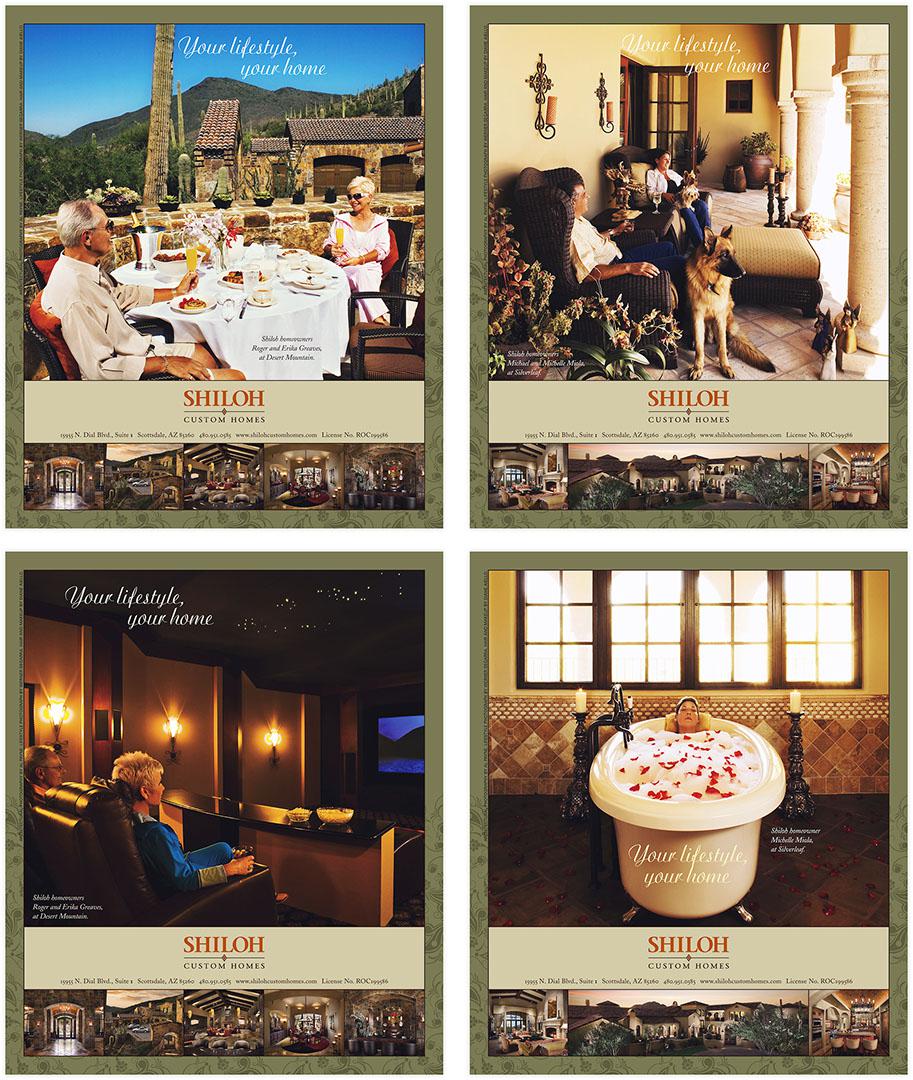 Your lifestyle,
your home
Shiloh homeowners
Roger and Erika Greaves,
at Desert Mountain.
SHILOH
CUSTOM HOMES
15955 N. Dial Blvd., Suite 1 Scottsdale, AZ 85260 480.951.0585 www.shilohcustomhomes.com License No. ROC199586
Your lifestyle,
your home
Shiloh homeowners
Michael and Michelle Miola,
at Silverleaf.
SHILOH
CUSTOM HOMES
15955 N. Dial Blvd., Suite 1 Scottsdale, AZ 85260 480.951.0585 www.shilohcustomhomes.com License No. ROC199586
Your lifestyle,
your home
Shiloh homeowners
Roger and Erika Greaves,
at Desert Mountain.
SHILOH
CUSTOM HOMES
15955 N. Dial Blvd., Suite 1 Scottsdale, AZ 85260 480.951.0585 www.shilohcustomhomes.com License No. ROC199586
Shiloh homeowner
Michelle Miola,
at Silverleaf.
Your lifestyle,
your home
SHILOH
CUSTOM HOMES
15955 N. Dial Blvd., Suite 1 Scottsdale, AZ 85260 480.951.0585 www.shilohcustomhomes.com License No. ROC199586